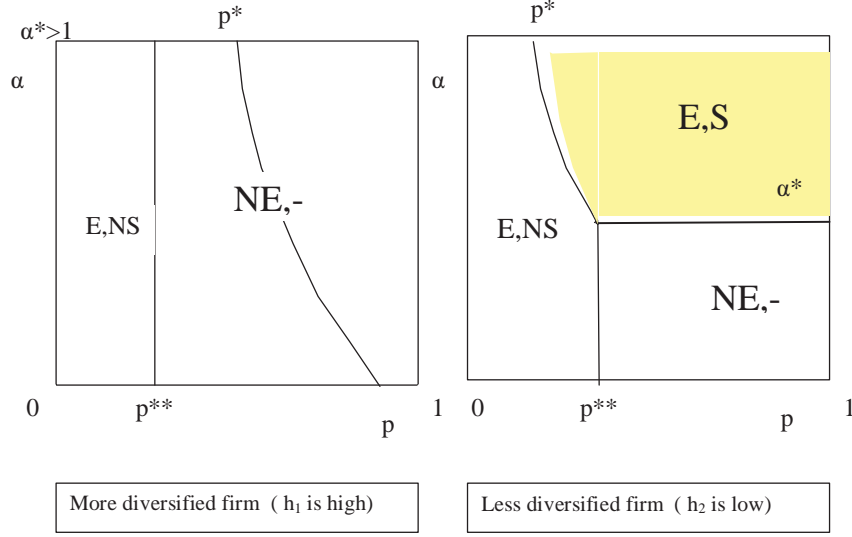 α*>1
p*
α
E,NS
NE,-
0
p**
p
1
More diversified firm ( h₁ is high)
p*
α
E,S
α*
E,NS
NE,-
0
p**
p
1
Less diversified firm ( h₂ is low)